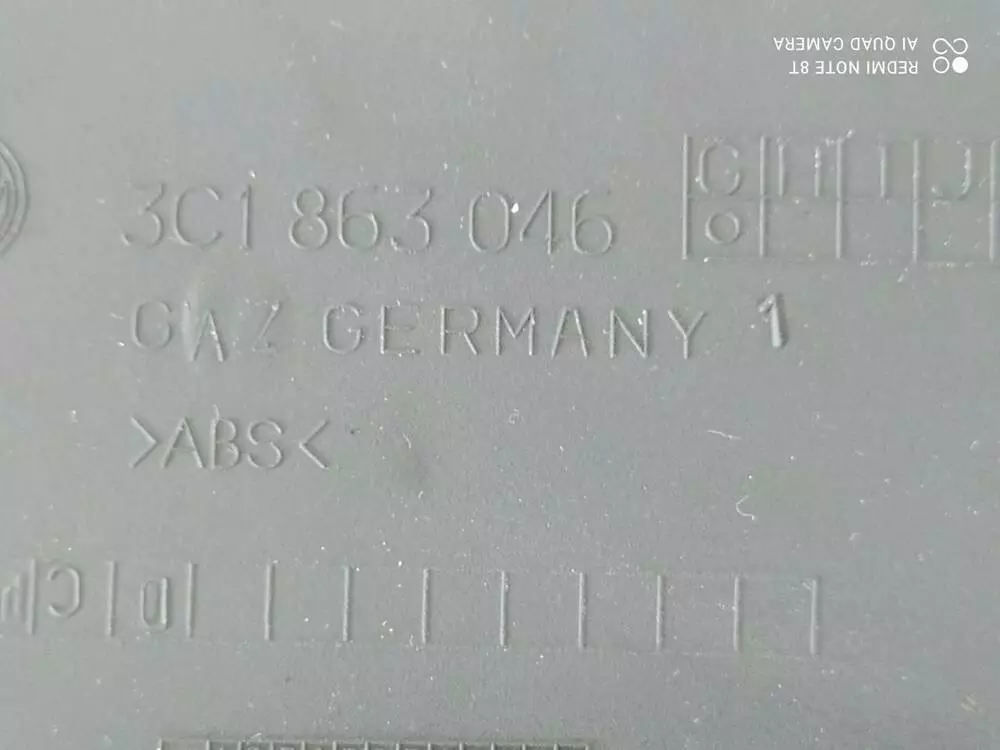 AI QUAD CAMERA
REDMI NOTE 8T
3C1 863 046
GERMANY 1
>ABS<